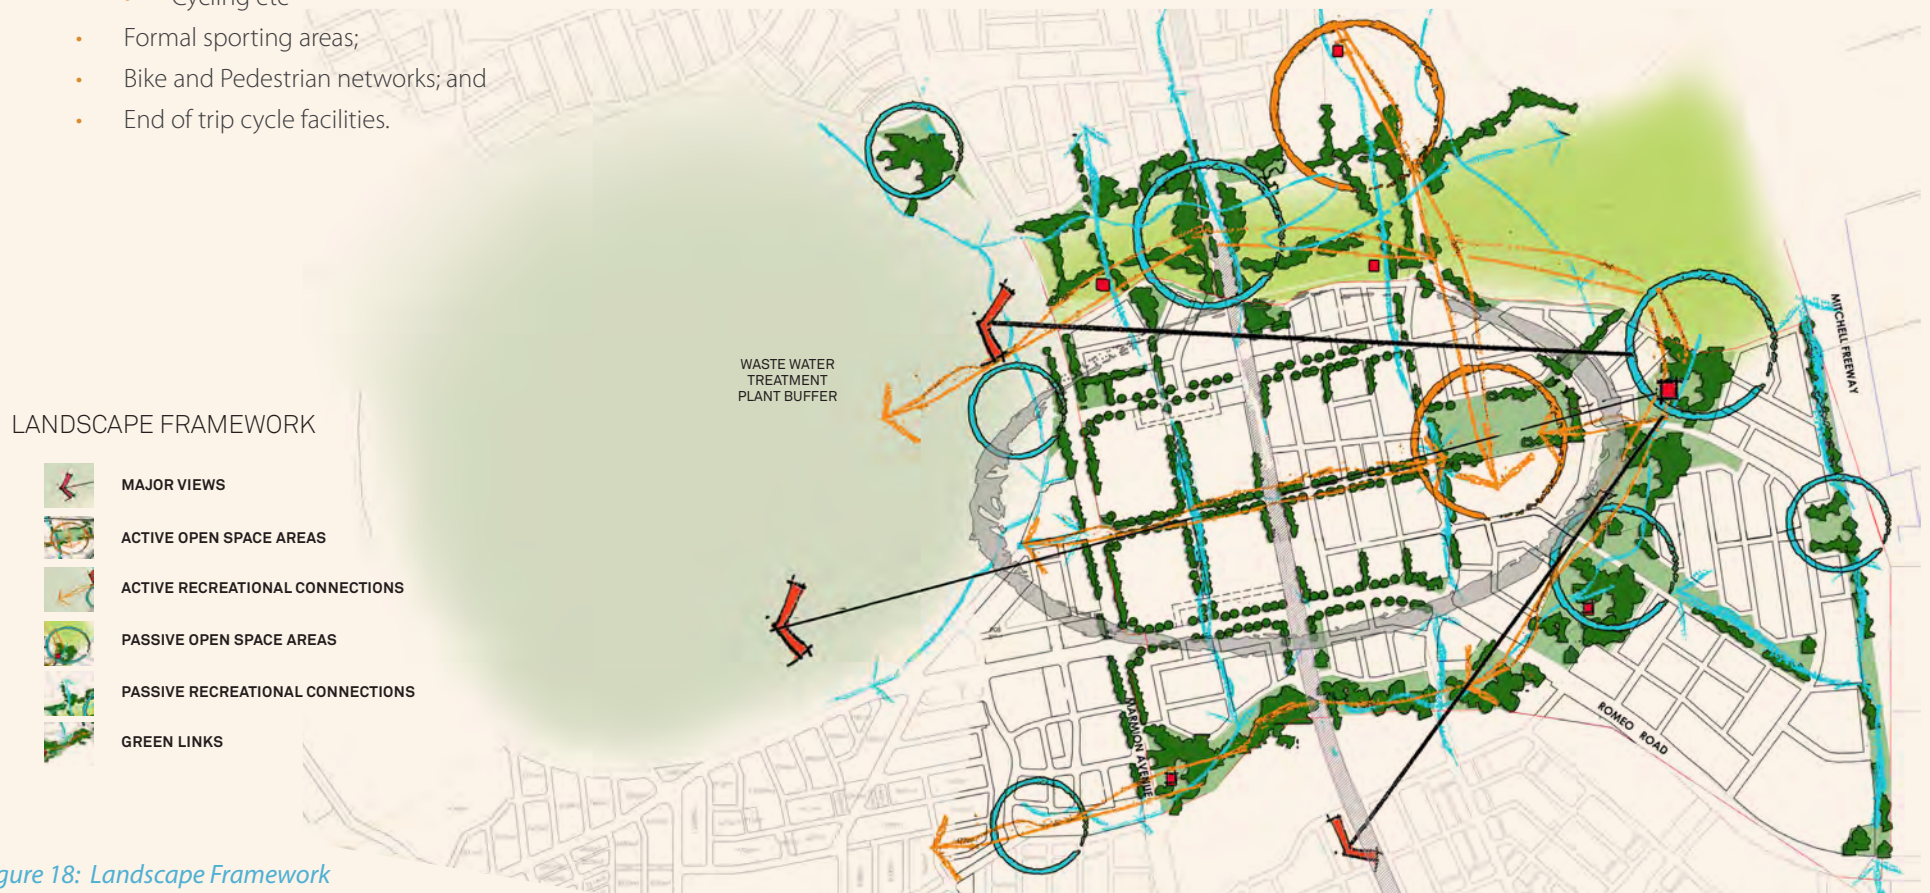 Cycling etc
• Formal sporting areas;
• Bike and Pedestrian networks; and
• End of trip cycle facilities.
WASTE WATER
TREATMENT
PLANT BUFFER
MITCHELL FREEWAY
LANDSCAPE FRAMEWORK
MAJOR VIEWS
ACTIVE OPEN SPACE AREAS
ACTIVE RECREATIONAL CONNECTIONS
PASSIVE OPEN SPACE AREAS
PASSIVE RECREATIONAL CONNECTIONS
GREEN LINKS
MARMION AVENUE
ROMEO ROAD
gure 18: Landscape Framework